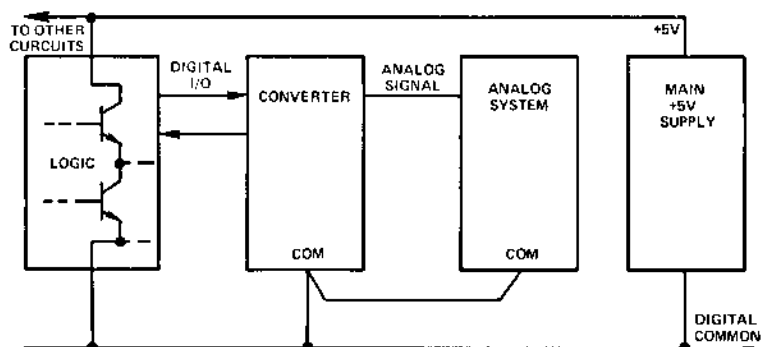 TO OTHER
CURCUITS
+5V
DIGITAL
I/O
CONVERTER
ANALOG
SIGNAL
ANALOG
SYSTEM
MAIN
+5V
SUPPLY
LOGIC
COM
COM
DIGITAL
COMMON